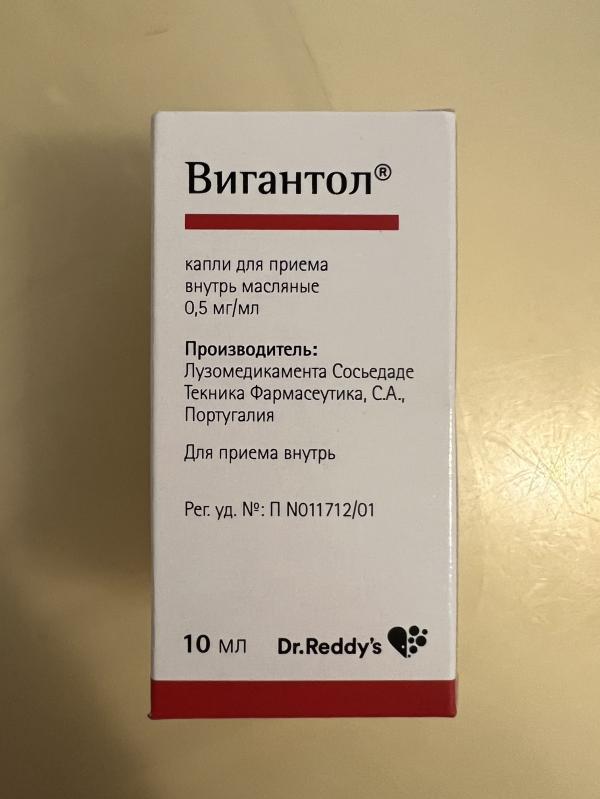 Вигантол®
капли для приема
внутрь масляные
0,5 мг/мл
Производитель:
Лузомедикамента Сосьедаде
Текника Фармасеутика, С.А.,
Португалия
Для приема внутрь
Рег. уд. №: П N011712/01
10 мл Dr.Reddy's